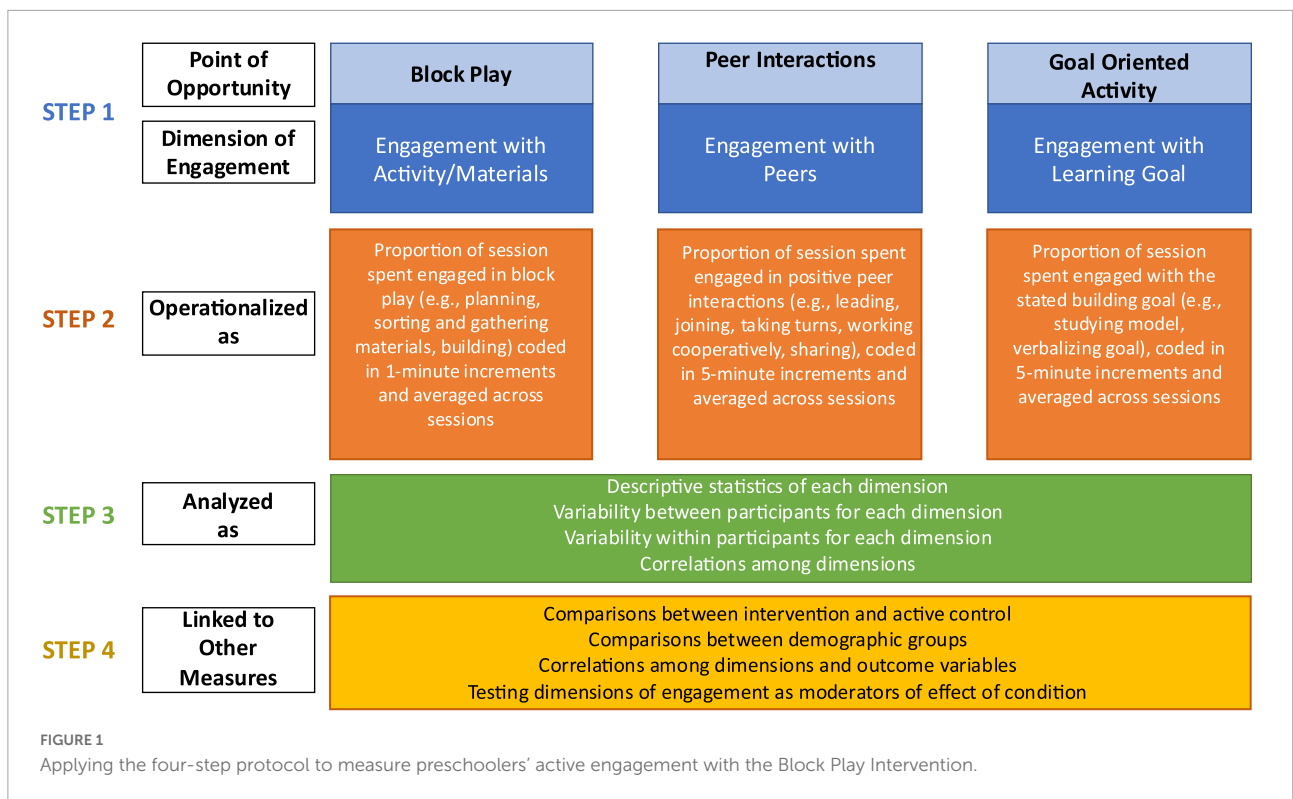 STEP 1
Point of
Opportunity
Block Play
Peer Interactions
Goal Oriented
Activity
Dimension of
Engagement
Engagement with
Activity/Materials
Engagement with
Peers
Engagement with
Learning Goal
STEP 2
Operationalized
as
Proportion of session
spent engaged in block
play (e.g., planning,
sorting and gathering
materials, building) coded
in 1-minute increments
and averaged across
sessions
Proportion of session spent
engaged in positive peer
interactions (e.g., leading,
joining, taking turns, working
cooperatively, sharing), coded
in 5-minute increments and
averaged across sessions
Proportion of session
spent engaged with the
stated building goal (e.g.,
studying model,
verbalizing goal), coded in
5-minute increments and
averaged across sessions
STEP 3
Analyzed
as
Descriptive statistics of each dimension
Variability between participants for each dimension
Variability within participants for each dimension
Correlations among dimensions
STEP 4
Linked to
Other
Measures
Comparisons between intervention and active control
Comparisons between demographic groups
Correlations among dimensions and outcome variables
Testing dimensions of engagement as moderators of effect of condition
FIGURE 1
Applying the four-step protocol to measure preschoolers’ active engagement with the Block Play Intervention.